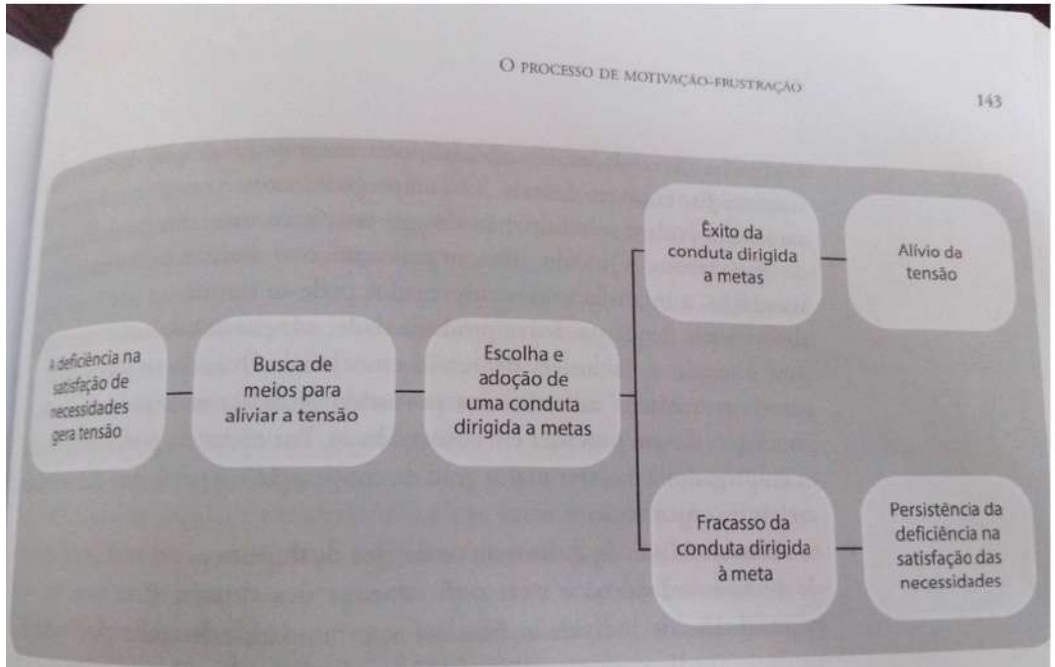 O PROCESSO DE MOTIVAÇÃO-FRUSTRAÇÃO
143
A deficiência na
satisfação de
necessidades
gera tensão
Busca de
meios para
aliviar a tensão
Escolha e
adoção de
uma conduta
dirigida a metas
Êxito da
conduta dirigida
a metas
Alívio da
tensão
Fracasso da
conduta dirigida
à meta
Persistência da
deficiência na
satisfação das
necessidades